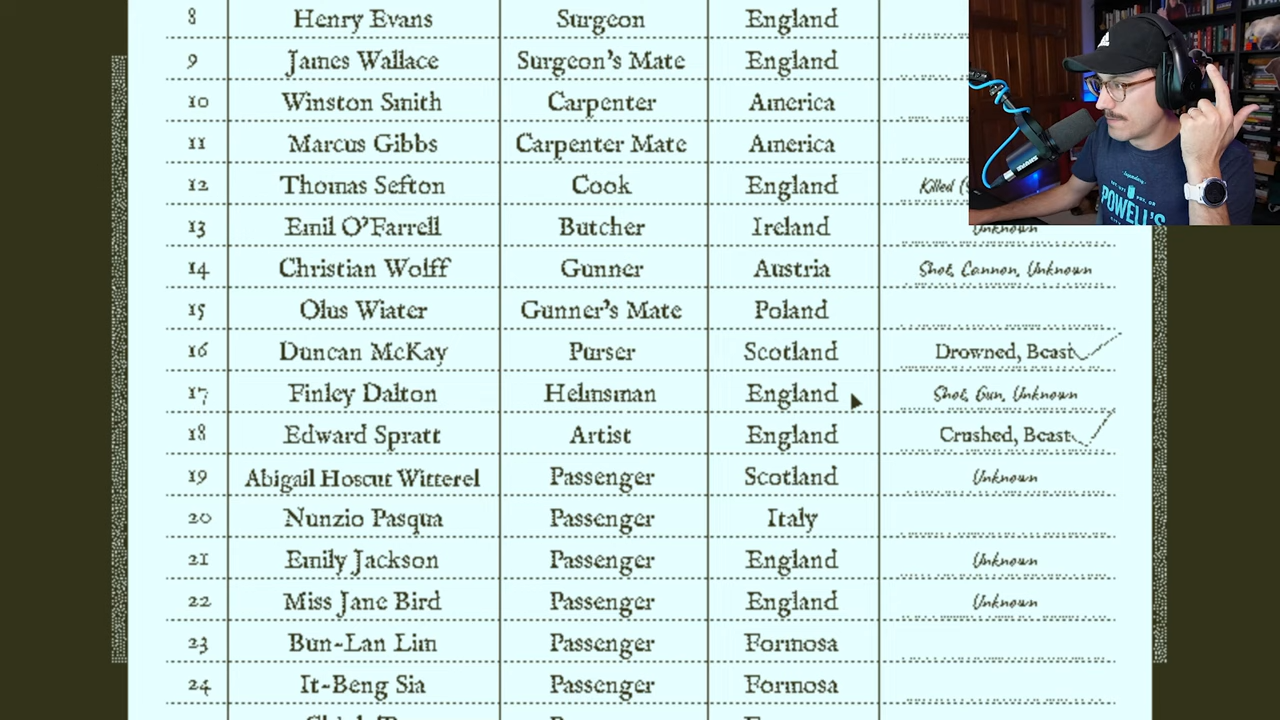 8 Henry Evans Surgeon England
9 James Wallace Surgeon's Mate England
10 Winston Smith Carpenter America
11 Marcus Gibbs Carpenter Mate America
12 Thomas Sefton Cook England Killed
13 Emil O'Farrell Butcher Ireland Unknown
14 Christian Wolff Gunner Austria Shot, Cannon, Unknown
15 Olus Wiater Gunner's Mate Poland
16 Duncan McKay Purser Scotland Drowned, Beast
17 Finley Dalton Helmsman England Shot, Gun, Unknown
18 Edward Spratt Artist England Crushed, Beast
19 Abigail Hoscut Witterel Passenger Scotland Unknown
20 Nunzio Pasqua Passenger Italy
21 Emily Jackson Passenger England Unknown
22 Miss Jane Bird Passenger England Unknown
23 Bun-Lan Lim Passenger Formosa
24 It-Beng Sia Passenger Formosa
POWELL'S